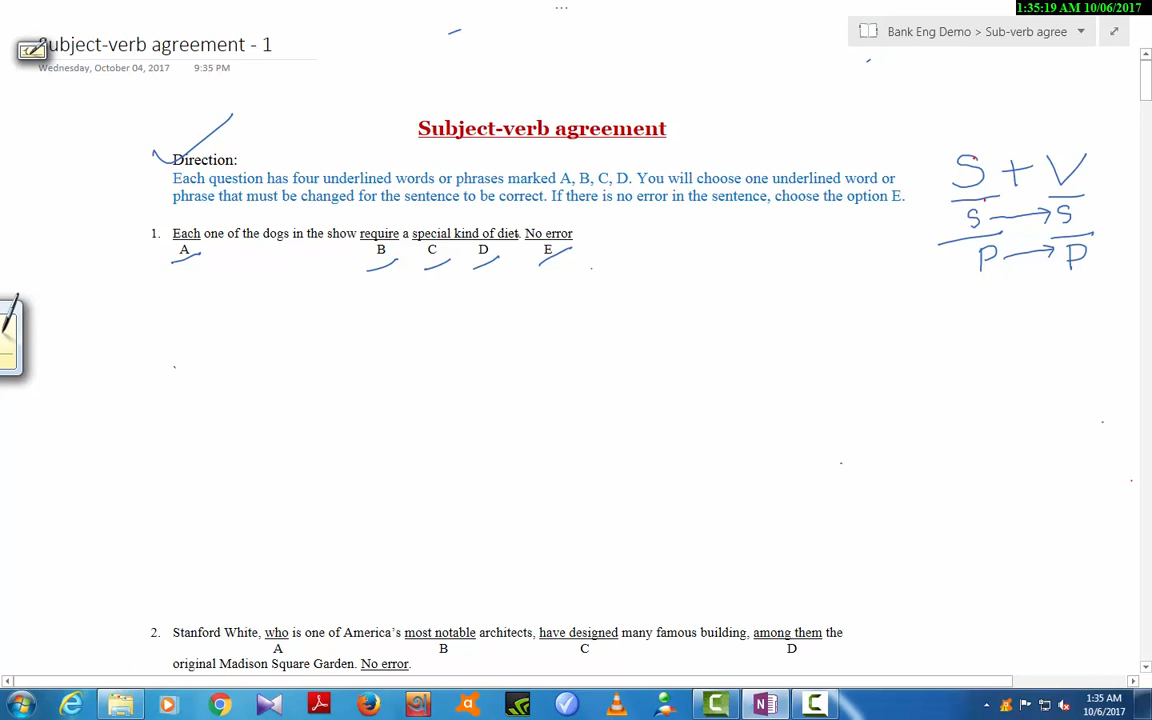 1:35:19 AM 10/06/2017
Subject-verb agreement - 1
Bank Eng Demo > Sub-verb agree
Wednesday, October 04, 2017 9:35 PM
Subject-verb agreement
Direction:
Each question has four underlined words or phrases marked A, B, C, D. You will choose one underlined word or
phrase that must be changed for the sentence to be correct. If there is no error in the sentence, choose the option E.
S + V
S → S
P → P
1. Each one of the dogs in the show require a special kind of diet. No error
A B C D E
2. Stanford White, who is one of America's most notable architects, have designed many famous building, among them the
A B C D
original Madison Square Garden. No error.
1:35 AM
10/6/2017